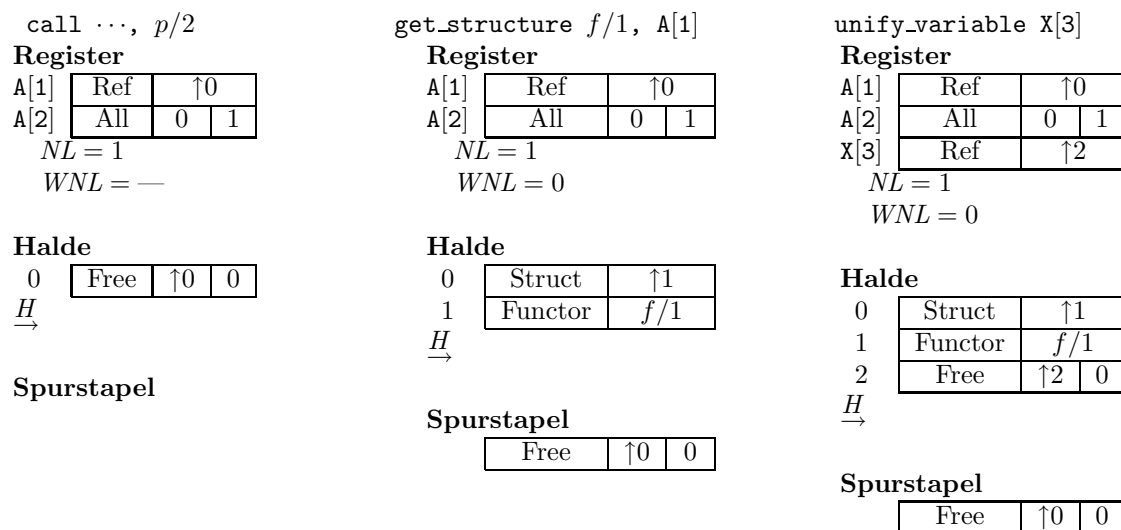 call ⋯, p/2
Register
A[1] Ref ↑0
A[2] All 0 1
NL = 1
WNL = —
Halde
0 Free ↑0 0
H
→
Spurstapel
get_structure f/1, A[1]
Register
A[1] Ref ↑0
A[2] All 0 1
NL = 1
WNL = 0
Halde
0 Struct ↑1
1 Functor f/1
H
→
Spurstapel
Free ↑0 0
unify_variable X[3]
Register
A[1] Ref ↑0
A[2] All 0 1
X[3] Ref ↑2
NL = 1
WNL = 0
Halde
0 Struct ↑1
1 Functor f/1
2 Free ↑2 0
H
→
Spurstapel
Free ↑0 0